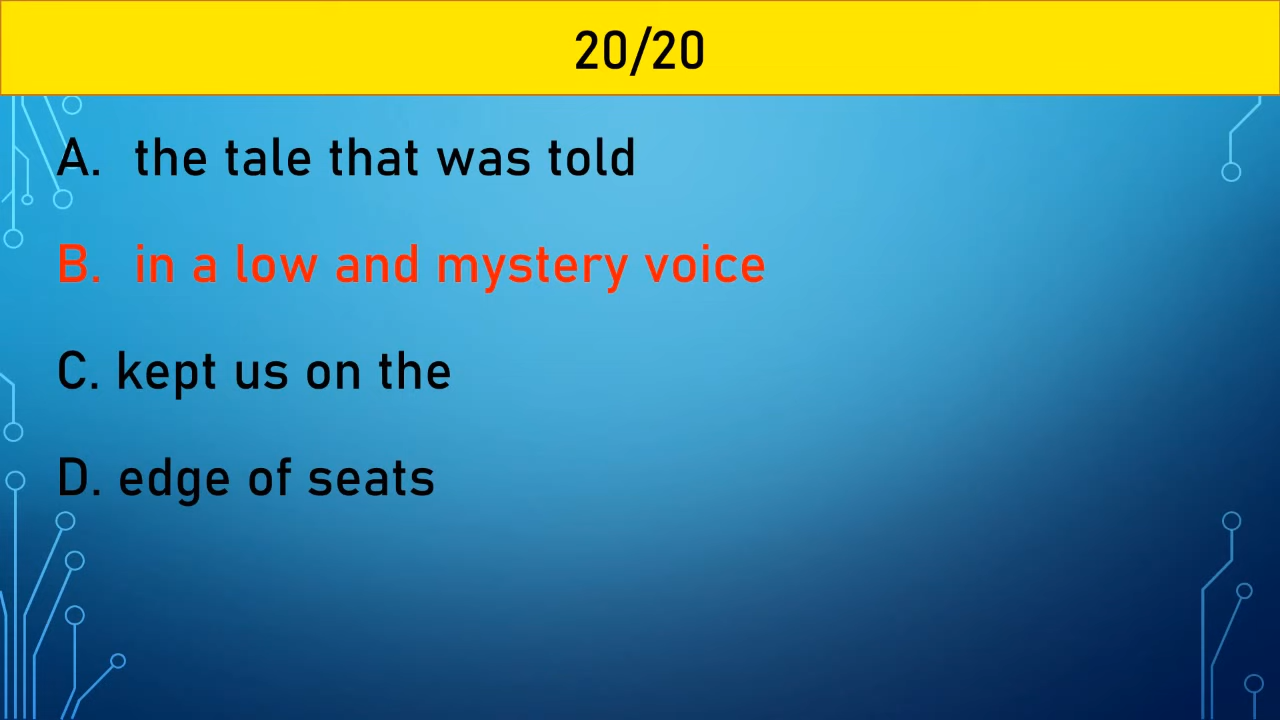 20/20
A. the tale that was told
B. in a low and mystery voice
C. kept us on the
D. edge of seats